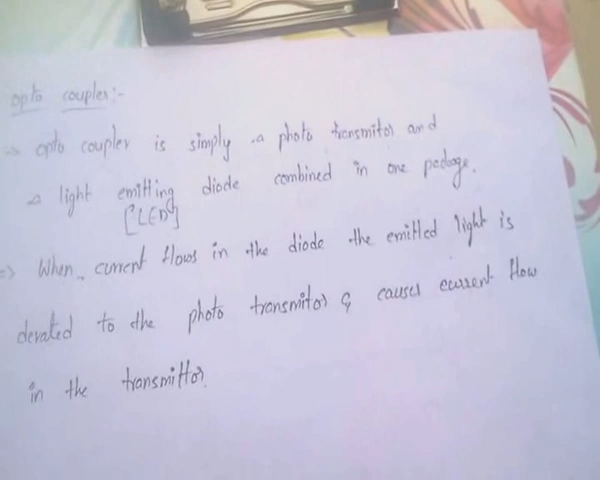 opto coupler:-
→ opto coupler is simply a photo transmitor and
a light emitting diode combined in one package.
[LED]
=> When current flows in the diode the emitted light is
devated to the photo transmitor & causes current flow
in the transmittor.